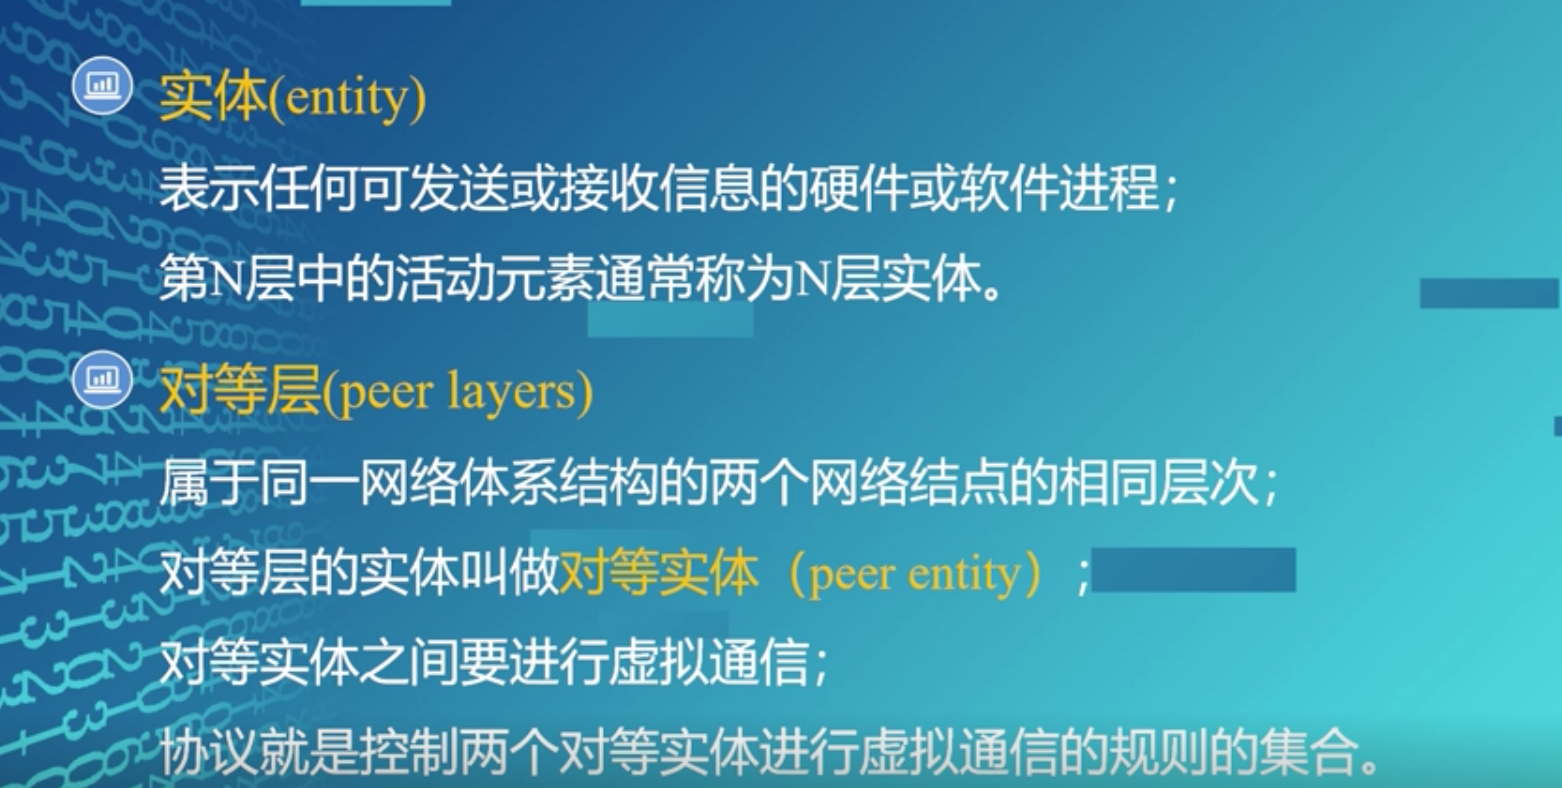 实体(entity)
表示任何可发送或接收信息的硬件或软件进程；
第N层中的活动元素通常称为N层实体。
对等层(peer layers)
属于同一网络体系结构的两个网络结点的相同层次；
对等层的实体叫做对等实体（peer entity）;
对等实体之间要进行虚拟通信；
协议就是控制两个对等实体进行虚拟通信的规则的集合。